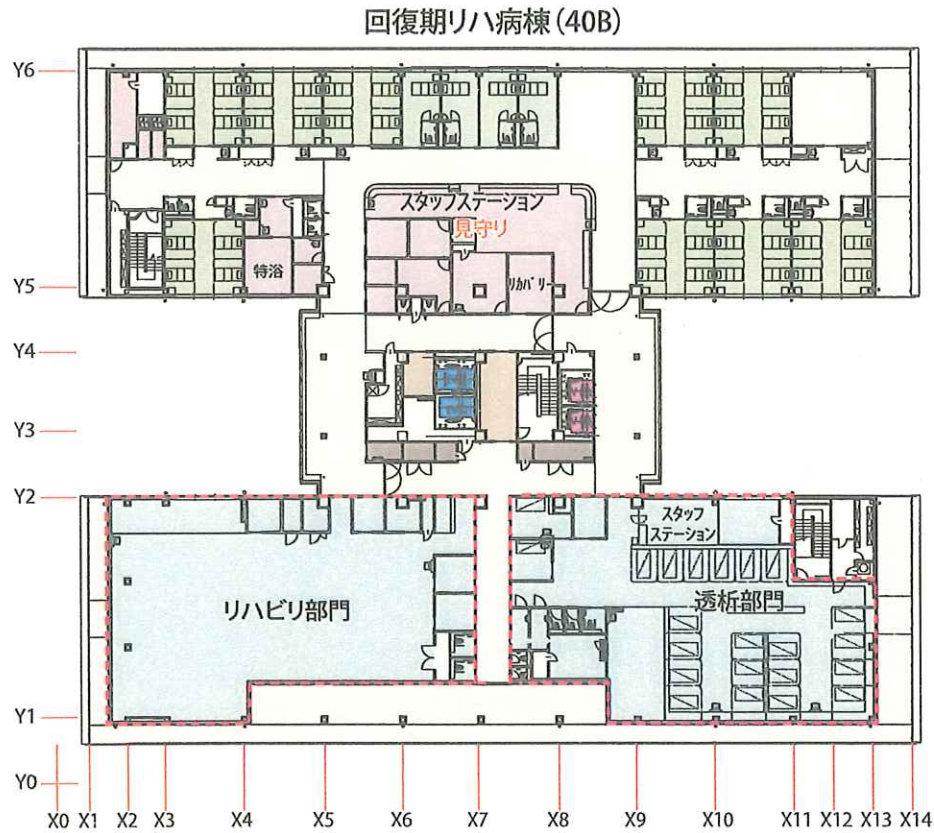 回復期リハ病棟(40B)
Y6
スタッフステーション
見守り
Y5
特浴
リカバリー
Y4
Y3
Y2
スタッフ
ステーション
リハビリ部門
透析部門
Y1
Y0
X0 X1 X2 X3 X4 X5 X6 X7 X8 X9 X10 X11 X12 X13 X14